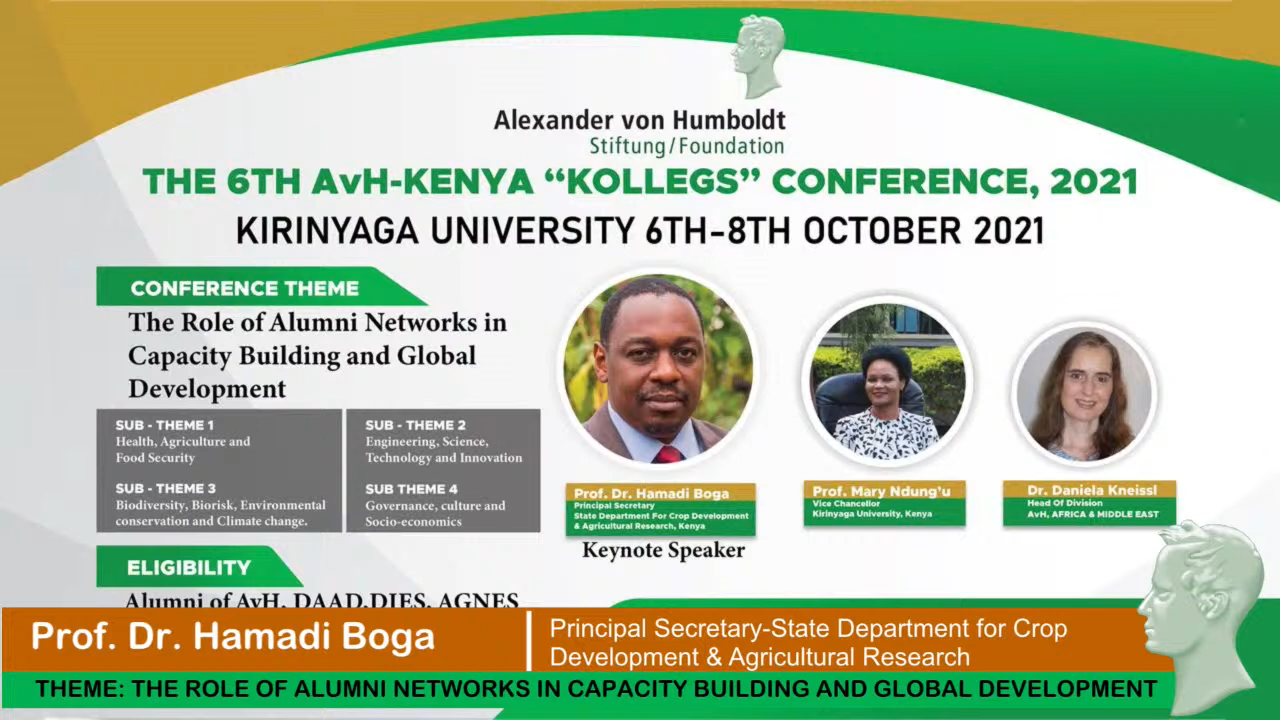 Alexander von Humboldt
Stiftung/Foundation
THE 6TH AvH-KENYA “KOLLEGS” CONFERENCE, 2021
KIRINYAGA UNIVERSITY 6TH-8TH OCTOBER 2021
CONFERENCE THEME
The Role of Alumni Networks in
Capacity Building and Global
Development
SUB - THEME 1
Health, Agriculture and
Food Security
SUB - THEME 2
Engineering, Science,
Technology and Innovation
SUB - THEME 3
Biodiversity, Biorisk, Environmental
conservation and Climate change.
SUB THEME 4
Governance, culture and
Socio-economics
Prof. Dr. Hamadi Boga
Principal Secretary
State Department For Crop Development
& Agricultural Research, Kenya
Keynote Speaker
Prof. Mary Ndung’u
Vice Chancellor
Kirinyaga University, Kenya
Dr. Daniela Kneissl
Head Of Division
AvH, AFRICA & MIDDLE EAST
ELIGIBILITY
Alumni of AvH, DAAD,DIES, AGNES
Prof. Dr. Hamadi Boga
Principal Secretary-State Department for Crop
Development & Agricultural Research
THEME: THE ROLE OF ALUMNI NETWORKS IN CAPACITY BUILDING AND GLOBAL DEVELOPMENT